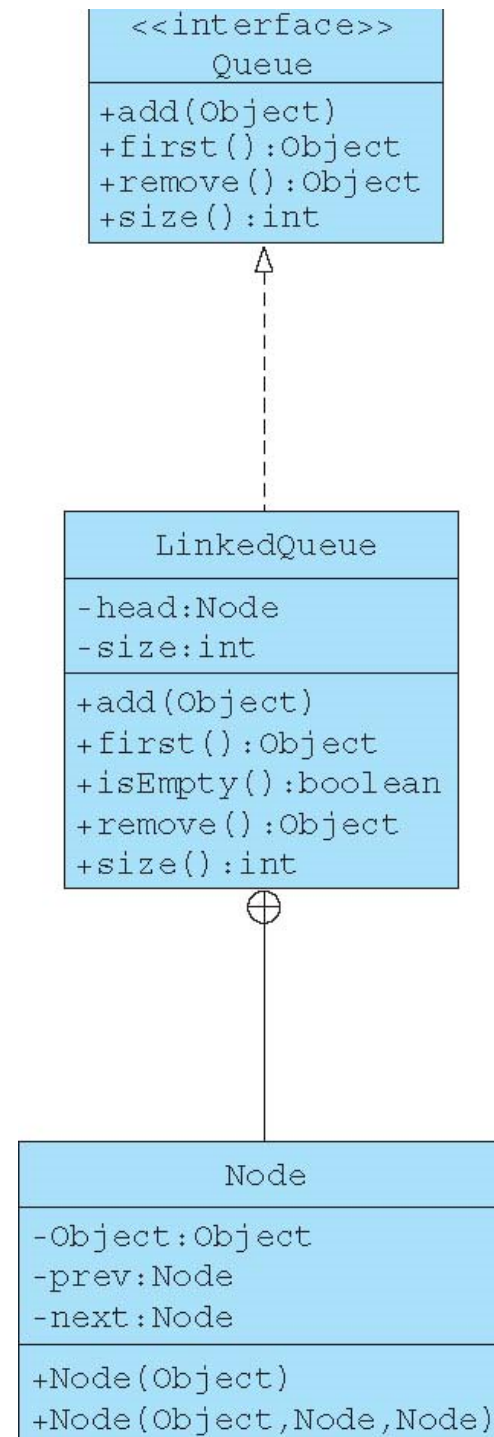 <<interface>>
Queue
+add(Object)
+first():Object
+remove():Object
+size():int
LinkedQueue
-head:Node
-size:int
+add(Object)
+first():Object
+isEmpty():boolean
+remove():Object
+size():int
Node
-Object:Object
-prev:Node
-next:Node
+Node(Object)
+Node(Object,Node,Node)